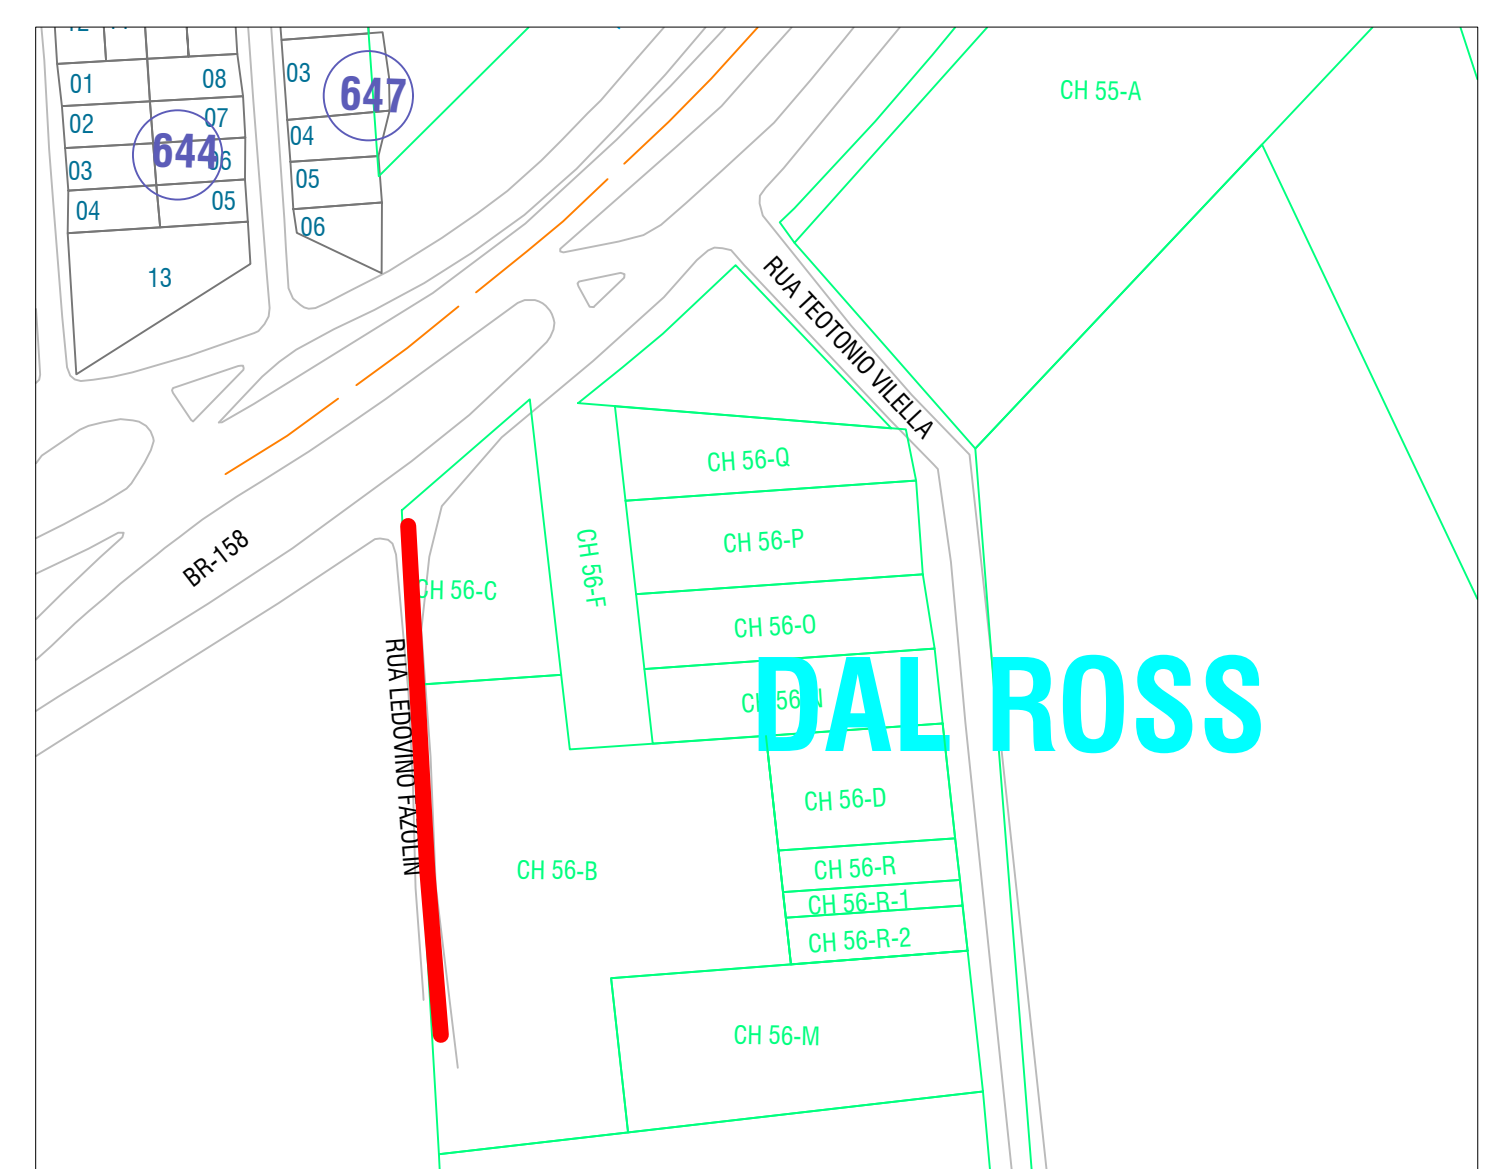 01
08
02
07
644
03
06
04
05
13
03
647
04
05
06
CH 55-A
RUA TEOTONIO VILELLA
BR-158
CH 56-Q
CH 56-P
CH 56-F
CH 56-C
CH 56-O
RUA LEDOVINO FAZOLIN
CH 56-N
DAL ROSS
CH 56-D
CH 56-B
CH 56-R
CH 56-R-1
CH 56-R-2
CH 56-M